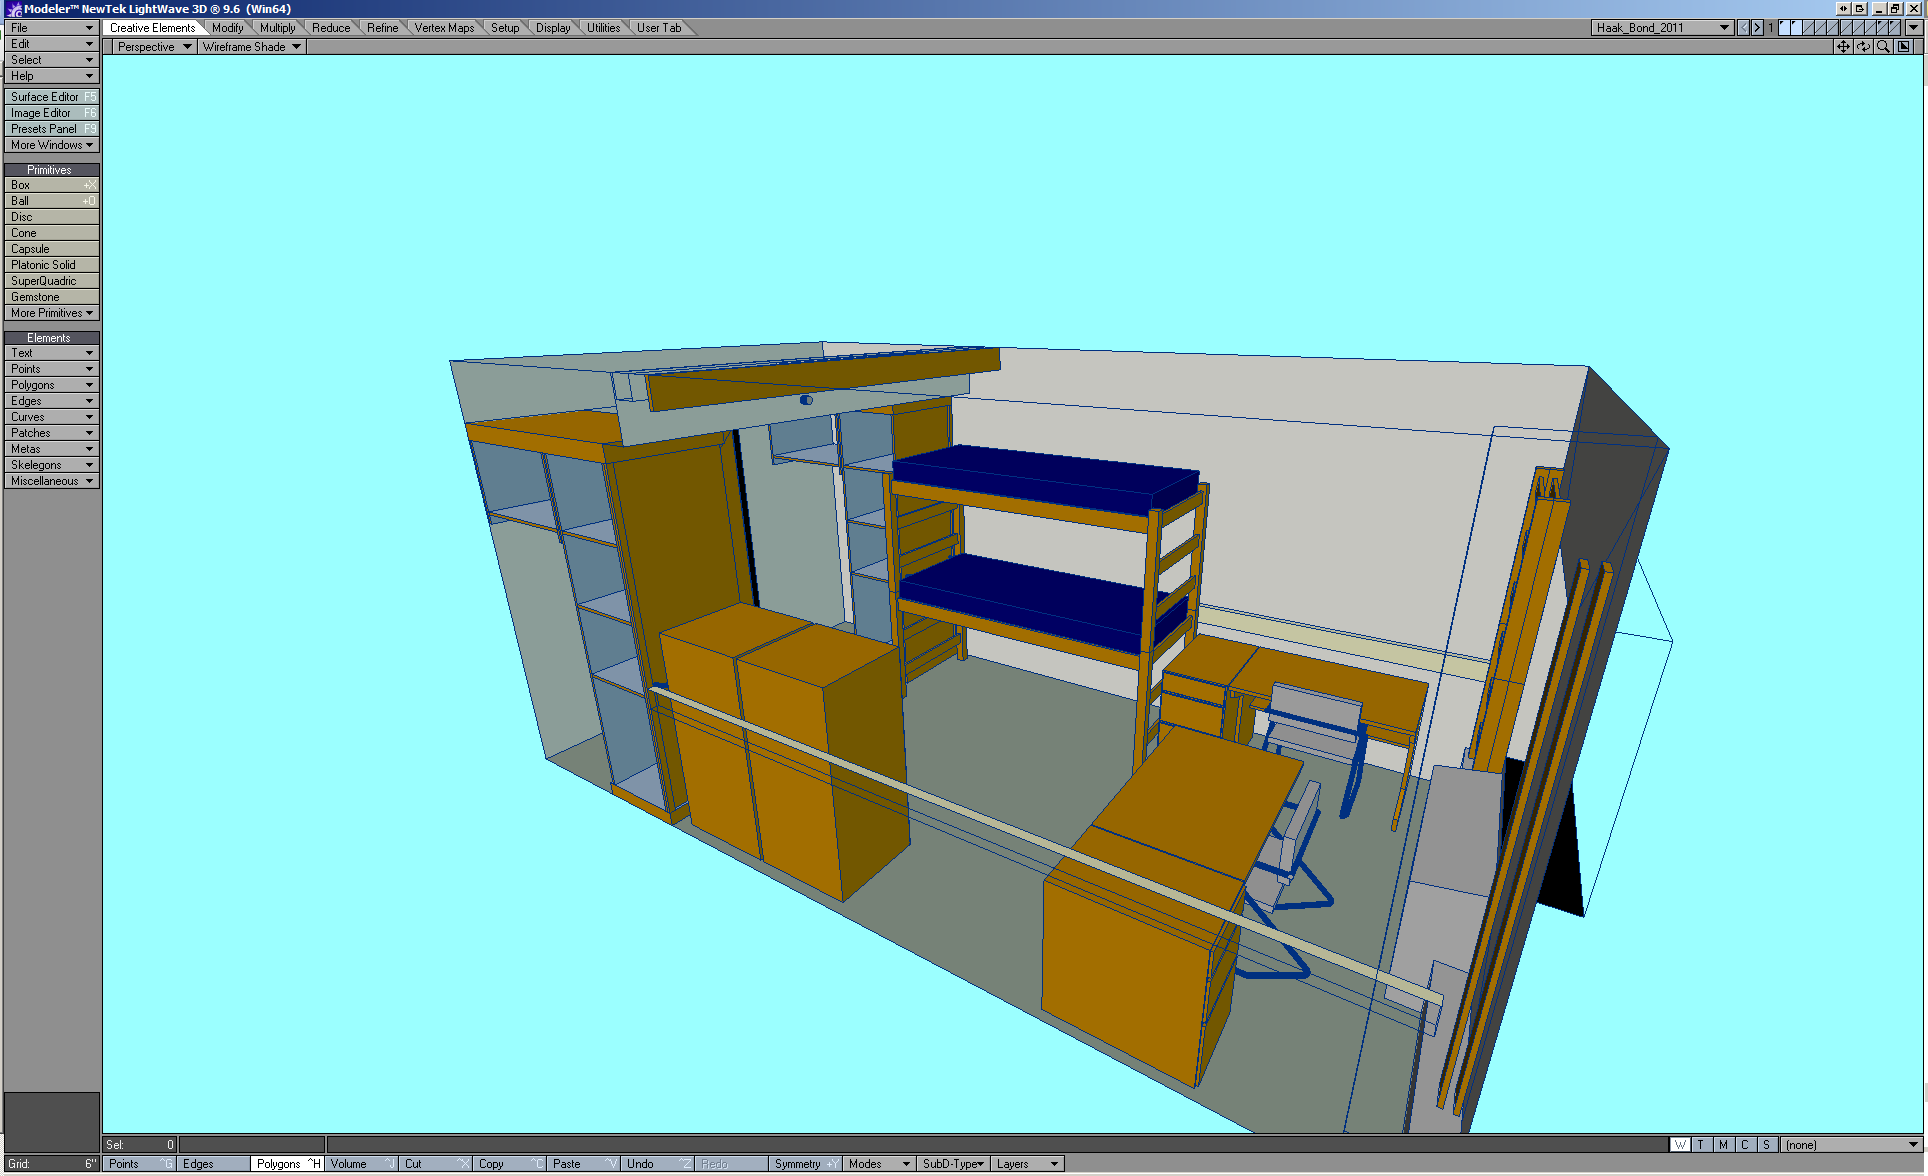 Modeler™ NewTek LightWave 3D ® 9.6 (Win64)
File
Edit
Select
Help
Creative Elements Modify Multiply Reduce Refine Vertex Maps Setup Display Utilities User Tab
Haak_Bond_2011 1
Perspective Wireframe Shade
Surface Editor F5
Image Editor F6
Presets Panel F9
More Windows
Primitives
Box +X
Ball +O
Disc
Cone
Capsule
Platonic Solid
SuperQuadric
Gemstone
More Primitives
Elements
Text
Points
Polygons
Edges
Curves
Patches
Metas
Skelegons
Miscellaneous
Sel: 0
W T M C S (none)
Grid: 6"
Points ^G Edges Polygons ^H Volume ^J Cut ^X Copy ^C Paste ^V Undo ^Z Redo Symmetry +Y Modes SubD-Type Layers